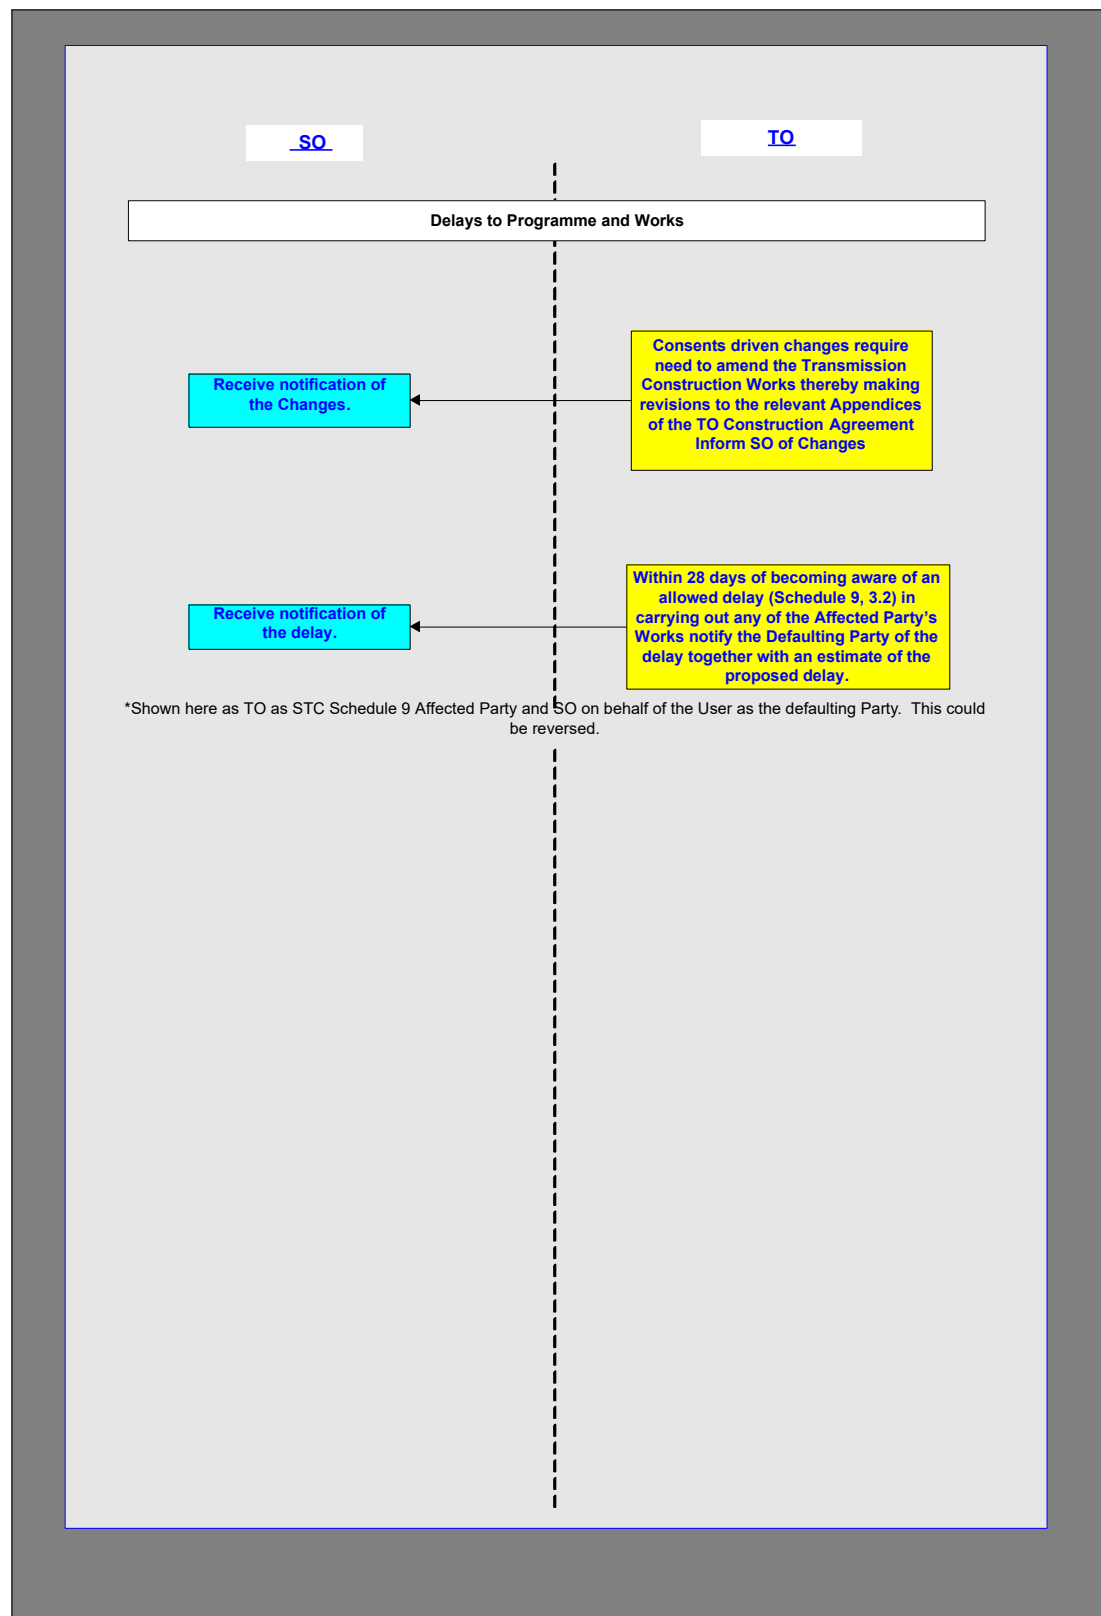 SO
TO
Delays to Programme and Works
Consents driven changes require
need to amend the Transmission
Construction Works thereby making
revisions to the relevant Appendices
of the TO Construction Agreement
Inform SO of Changes
Receive notification of
the Changes.
Within 28 days of becoming aware of an
allowed delay (Schedule 9, 3.2) in
carrying out any of the Affected Party’s
Works notify the Defaulting Party of the
delay together with an estimate of the
proposed delay.
Receive notification of
the delay.
*Shown here as TO as STC Schedule 9 Affected Party and SO on behalf of the User as the defaulting Party.  This could
be reversed.